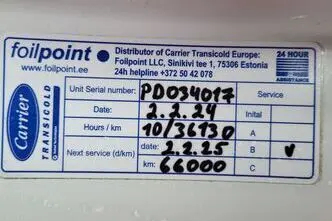 foilpoint
www.foilpoint.ee
Distributor of Carrier Transicold Europe:
Foilpoint LLC, Sinikivi tee 1, 75306 Estonia
24h helpline +372 50 42 078
24 HOUR
ASSISTANCE
Carrier
TRANSICOLD
Unit Serial number: PD034017 Service
Date: 2.2.24 Inital
Hours / km 10/36130 A
Next service (d/km) date: 2.2.25 B
km: 66000 C